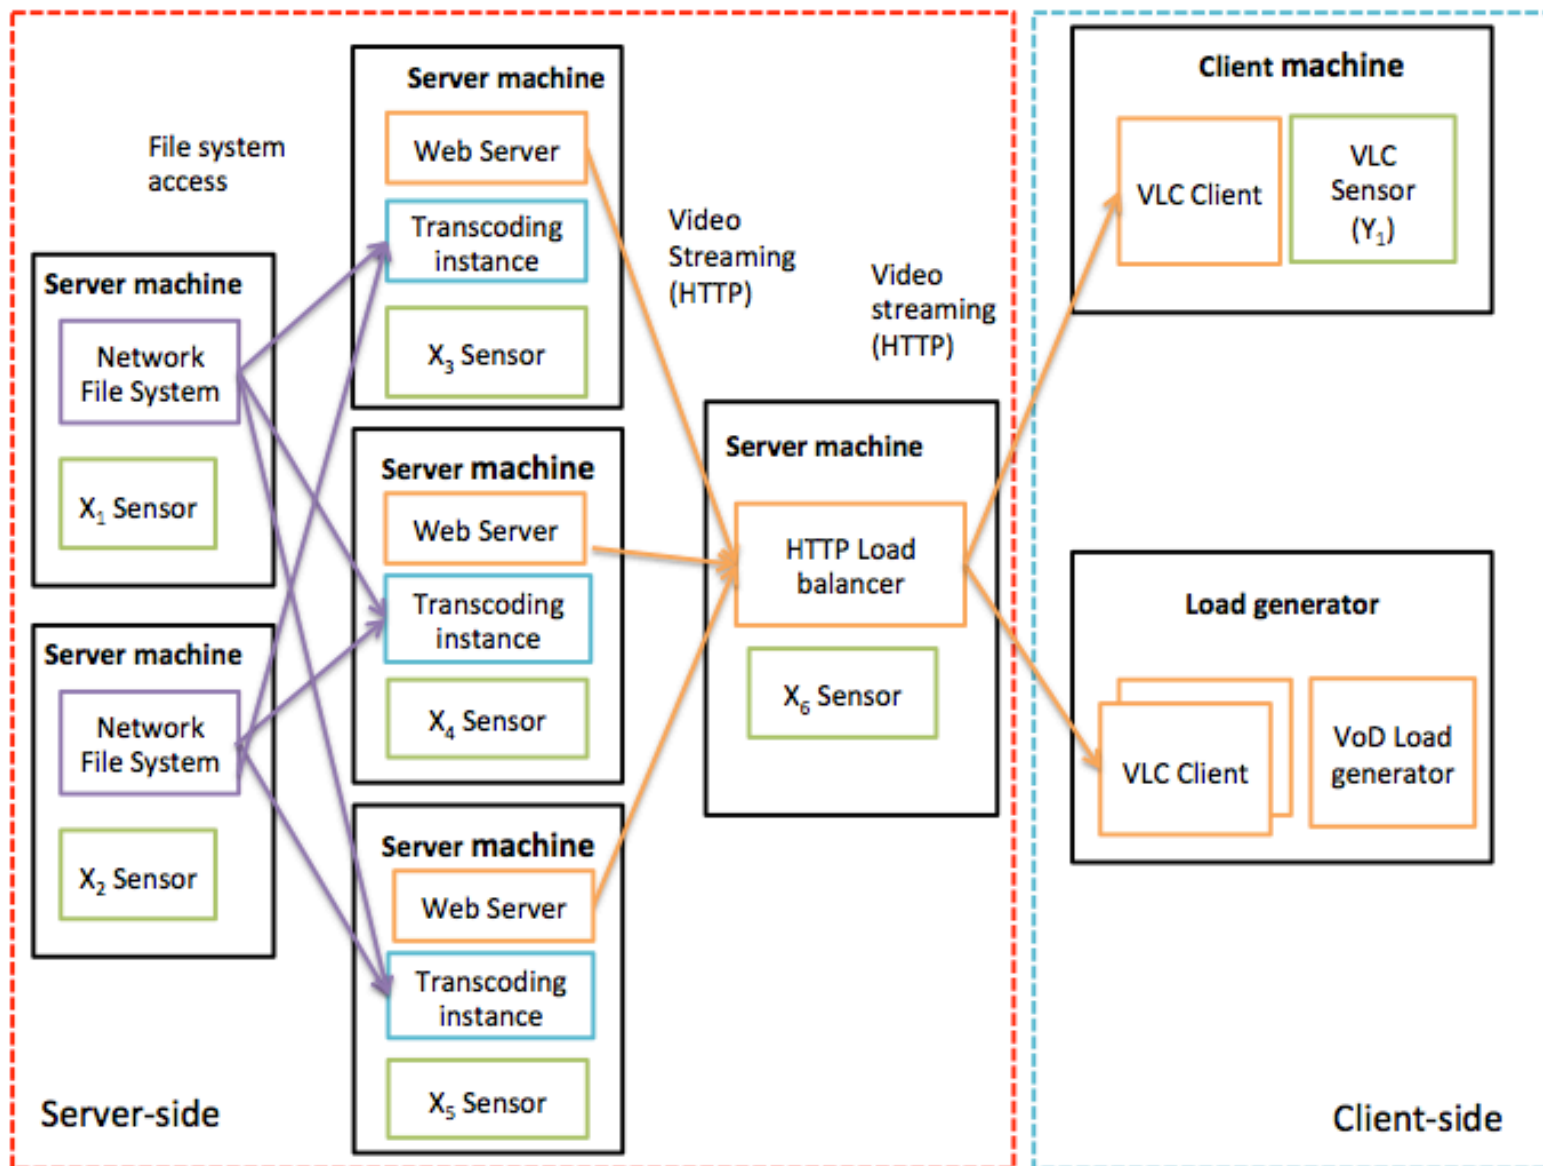 File system
access
Server machine
Network
File System
X₁ Sensor
Server machine
Network
File System
X₂ Sensor
Server machine
Web Server
Transcoding
instance
X₃ Sensor
Server machine
Web Server
Transcoding
instance
X₄ Sensor
Server machine
Web Server
Transcoding
instance
X₅ Sensor
Video
Streaming
(HTTP)
Server machine
HTTP Load
balancer
X₆ Sensor
Video
streaming
(HTTP)
Server-side
Client machine
VLC Client
VLC
Sensor
(Y₁)
Load generator
VLC Client
VoD Load
generator
Client-side